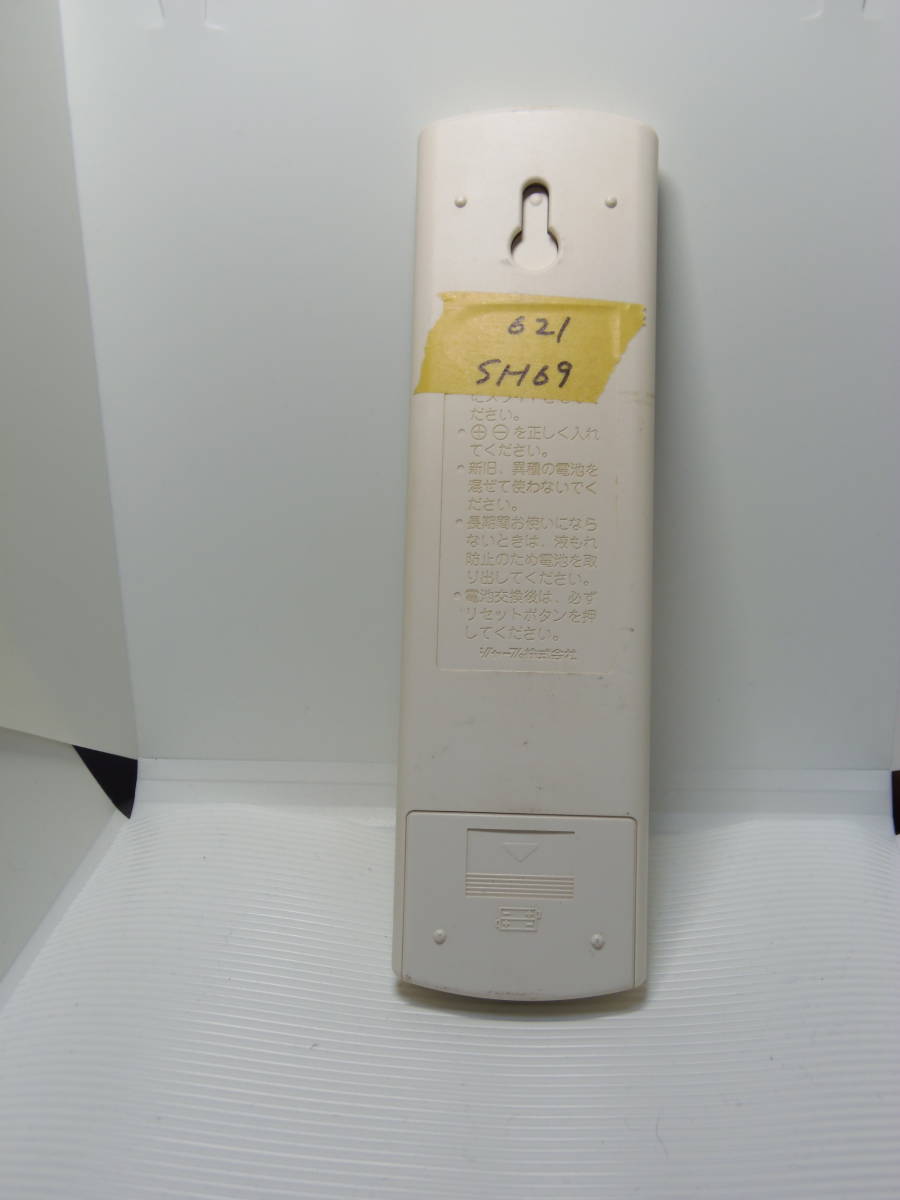 621
SH69
ださい。
• ⊕ ⊖ を正しく入れ
てください。
• 新旧、異種の電池を
混ぜて使わないでく
ださい。
• 長期間お使いになら
ないときは、液もれ
防止のため電池を取
り出してください。
• 電池交換後は、必ず
リセットボタンを押
してください。
シャープ株式会社